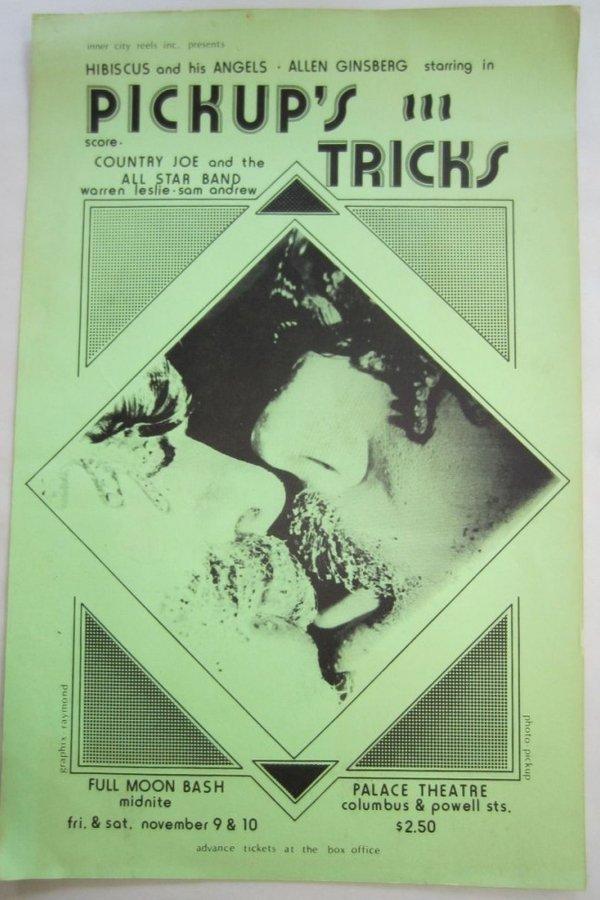 inner city reels inc. presents
HIBISCUS and his ANGELS · ALLEN GINSBERG starring in
PICKUP'S
TRICKS
score·
COUNTRY JOE and the
ALL STAR BAND
warren leslie·sam andrew
graphix raymond
photo pickup
FULL MOON BASH
midnite
fri. & sat. november 9 & 10
PALACE THEATRE
columbus & powell sts.
$2.50
advance tickets at the box office